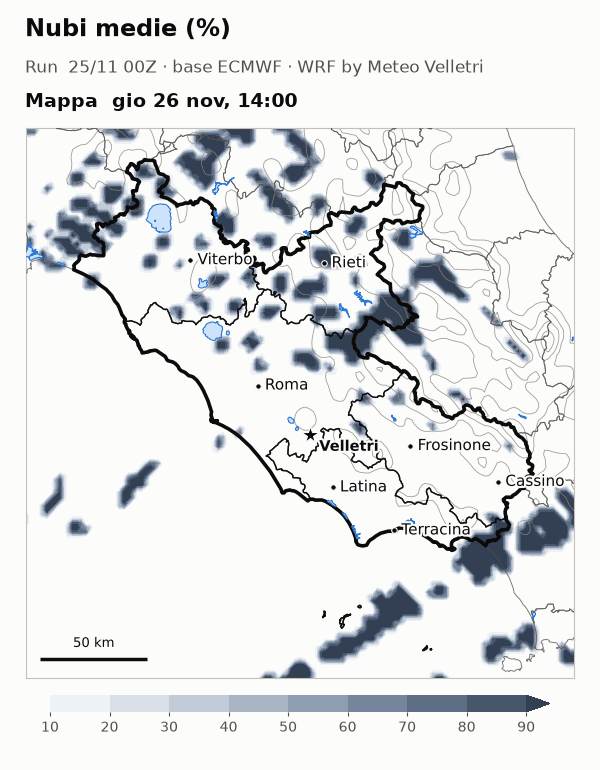 Nubi medie (%)
Run  25/11 00Z · base ECMWF · WRF by Meteo Velletri
Mappa  gio 26 nov, 14:00
Viterbo
Rieti
Roma
Velletri
Frosinone
Cassino
Latina
Terracina
50 km
10 20 30 40 50 60 70 80 90